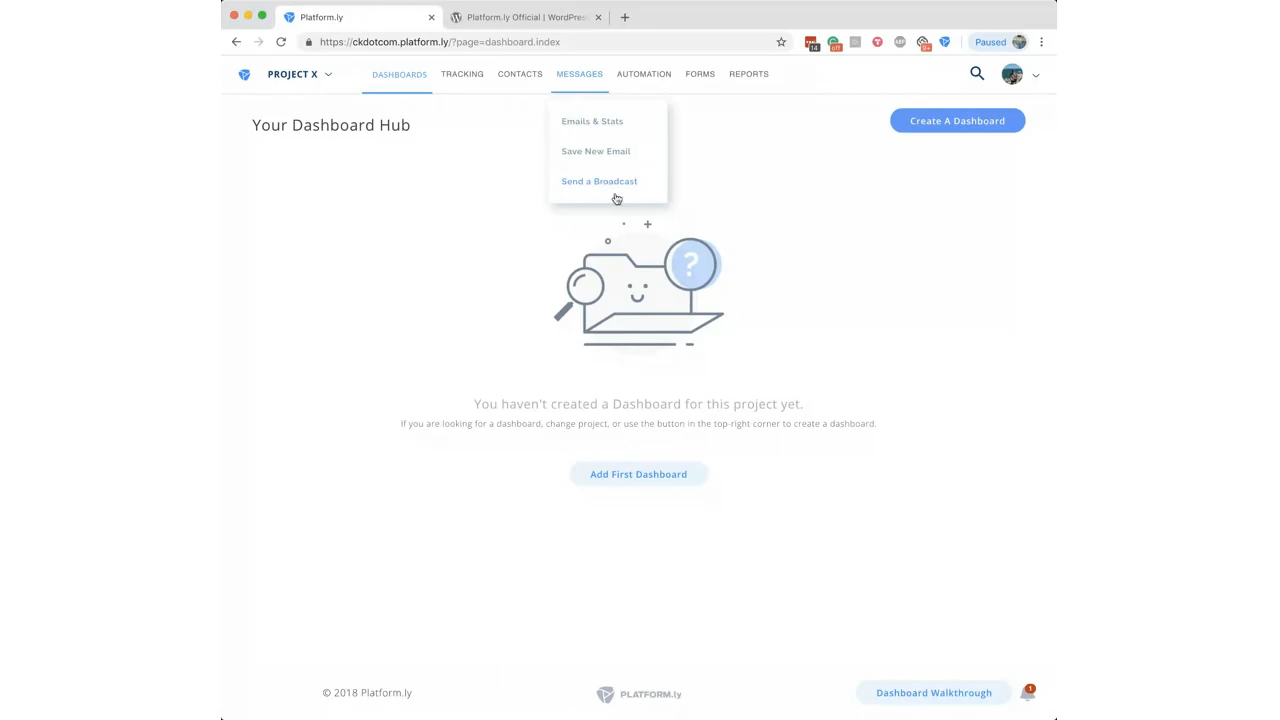 Platform.ly
Platform.ly Official | WordPres
https://ckdotcom.platform.ly/?page=dashboard.index
14
off
9+
Paused
PROJECT X
DASHBOARDS
TRACKING
CONTACTS
MESSAGES
AUTOMATION
FORMS
REPORTS
Your Dashboard Hub
Create A Dashboard
Emails & Stats
Save New Email
Send a Broadcast
?
You haven't created a Dashboard for this project yet.
If you are looking for a dashboard, change project, or use the button in the top-right corner to create a dashboard.
Add First Dashboard
© 2018 Platform.ly
PLATFORM.ly
Dashboard Walkthrough
1